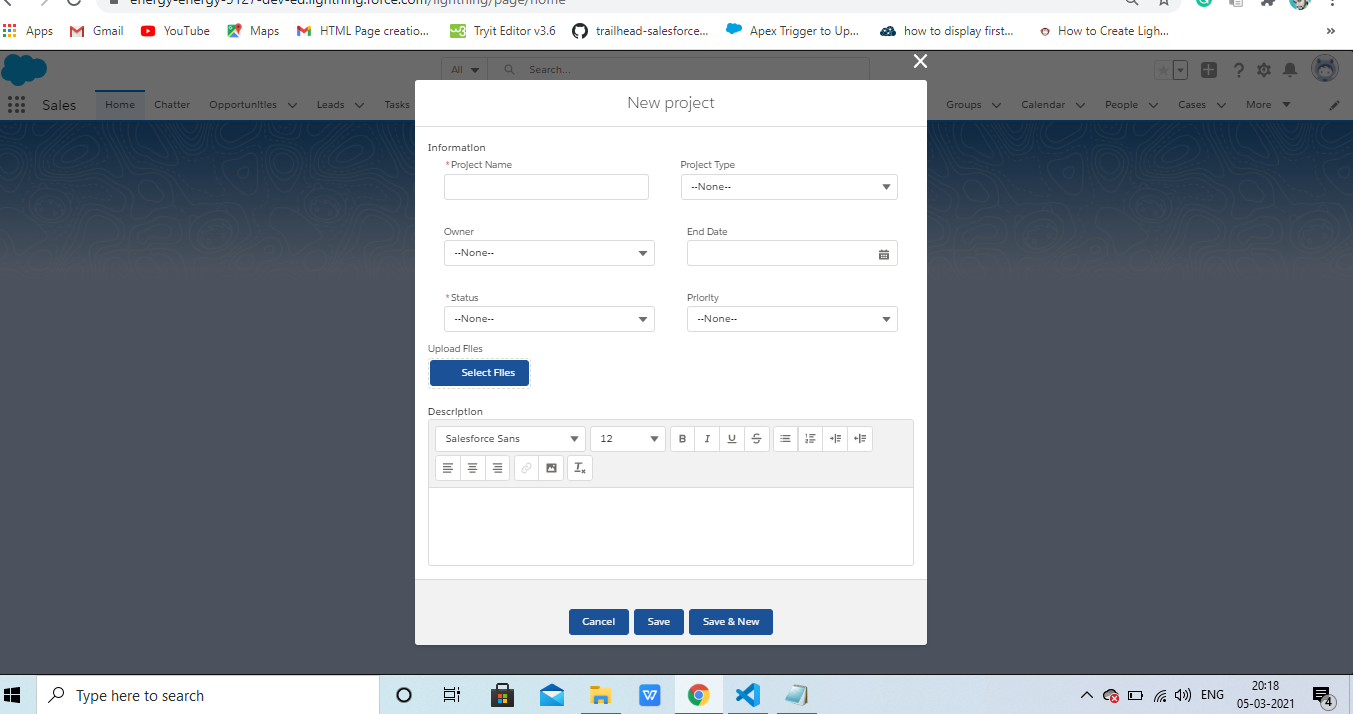 energy-energy-5127-dev-ed.lightning.force.com/lightning/page/home
Apps Gmail YouTube Maps HTML Page creatio... Tryit Editor v3.6 trailhead-salesforce... Apex Trigger to Up... how to display first... How to Create Ligh... »
All Search...
Sales Home Chatter Opportunities Leads Tasks Groups Calendar People Cases More
New project
Information
*Project Name Project Type
--None--
Owner End Date
--None--
*Status Priority
--None-- --None--
Upload Files
Select Files
Description
Salesforce Sans 12 B I U S
Cancel Save Save & New
Type here to search
W
ENG 20:18
05-03-2021 4